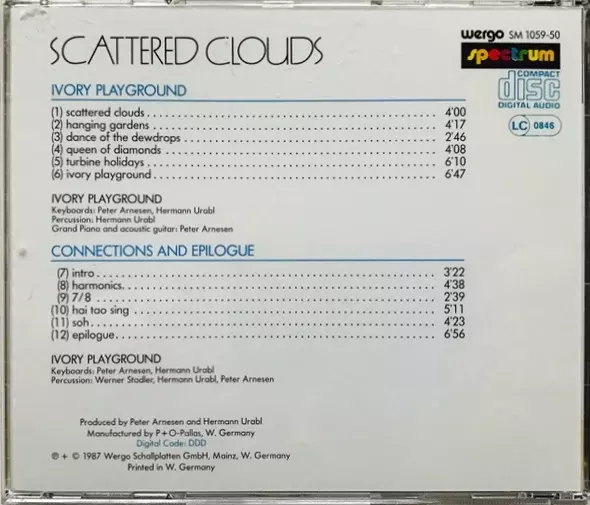 SCATTERED CLOUDS
wergo SM 1059-50
spectrum
COMPACT
disc
DIGITAL AUDIO
LC 0846
IVORY PLAYGROUND
(1) scattered clouds 4'00
(2) hanging gardens 4'17
(3) dance of the dewdrops 2'46
(4) queen of diamonds 4'08
(5) turbine holidays 6'10
(6) ivory playground 6'47
IVORY PLAYGROUND
Keyboards: Peter Arnesen, Hermann Urabl
Percussion: Hermann Urabl
Grand Piano and acoustic guitar: Peter Arnesen
CONNECTIONS AND EPILOGUE
(7) intro 3'22
(8) harmonics 4'38
(9) 7/8 2'39
(10) hai tao sing 5'11
(11) soh 4'23
(12) epilogue 6'56
IVORY PLAYGROUND
Keyboards: Peter Arnesen, Hermann Urabl
Percussion: Werner Stadler, Hermann Urabl, Peter Arnesen
Produced by Peter Arnesen and Hermann Urabl
Manufactured by P+O-Pallas, W. Germany
Digital Code: DDD
℗ + © 1987 Wergo Schallplatten GmbH, Mainz, W. Germany
Printed in W. Germany